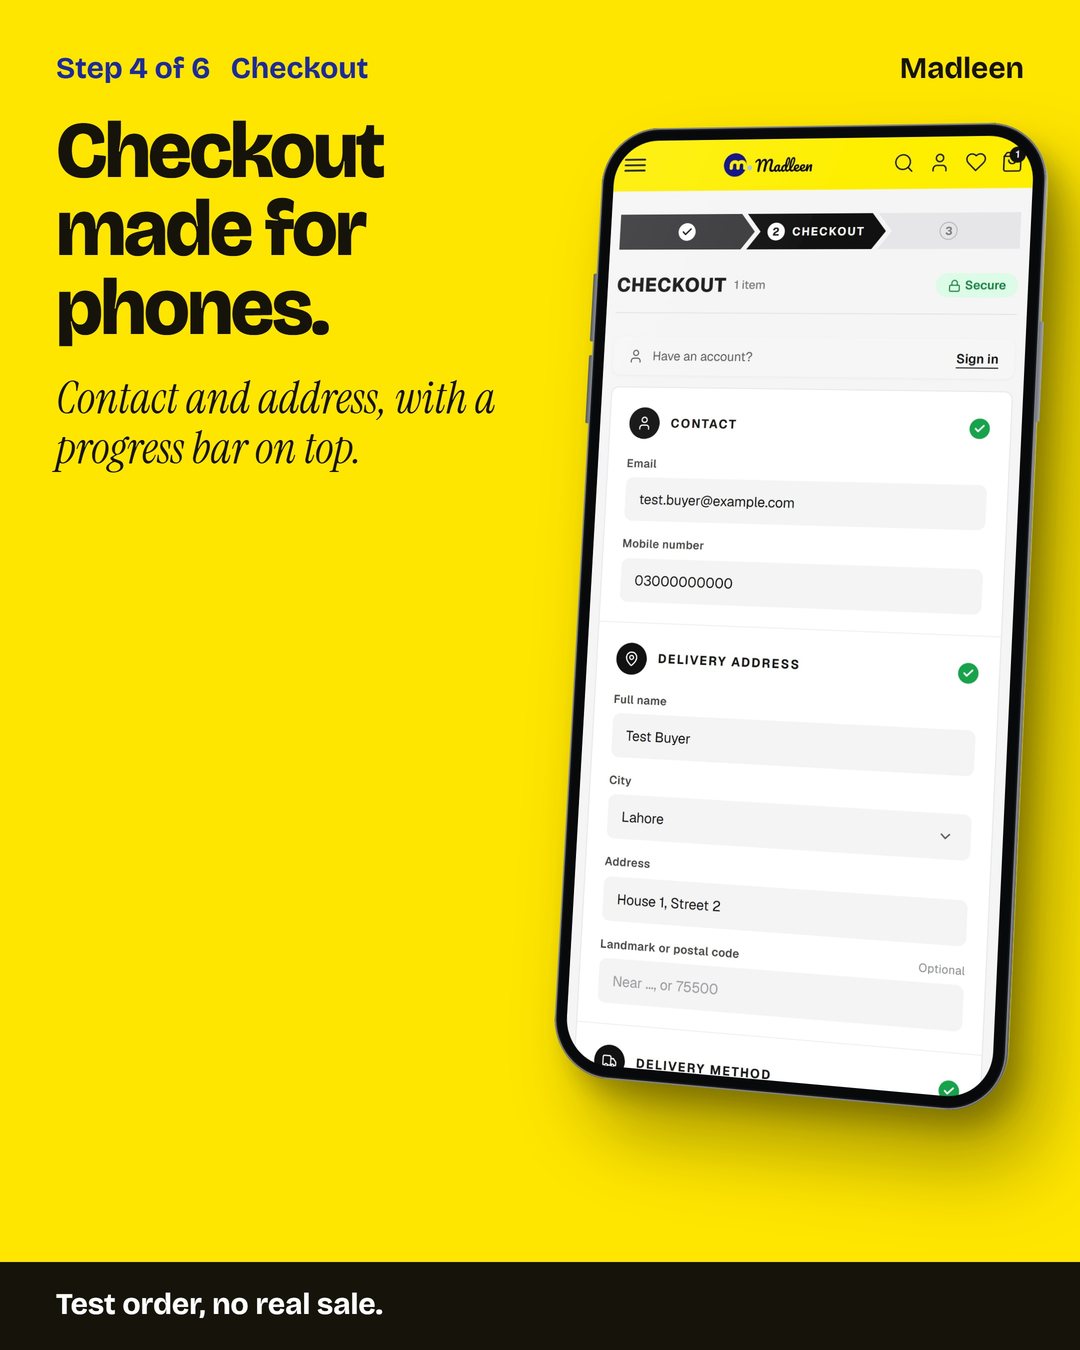 Step 4 of 6 Checkout
Madleen
Checkout
made for
phones.
Contact and address, with a
progress bar on top.
m. Madleen
1
2 CHECKOUT
3
CHECKOUT 1 item
Secure
Have an account?
Sign in
CONTACT
Email
test.buyer@example.com
Mobile number
03000000000
DELIVERY ADDRESS
Full name
Test Buyer
City
Lahore
Address
House 1, Street 2
Landmark or postal code
Optional
Near ..., or 75500
DELIVERY METHOD
Test order, no real sale.